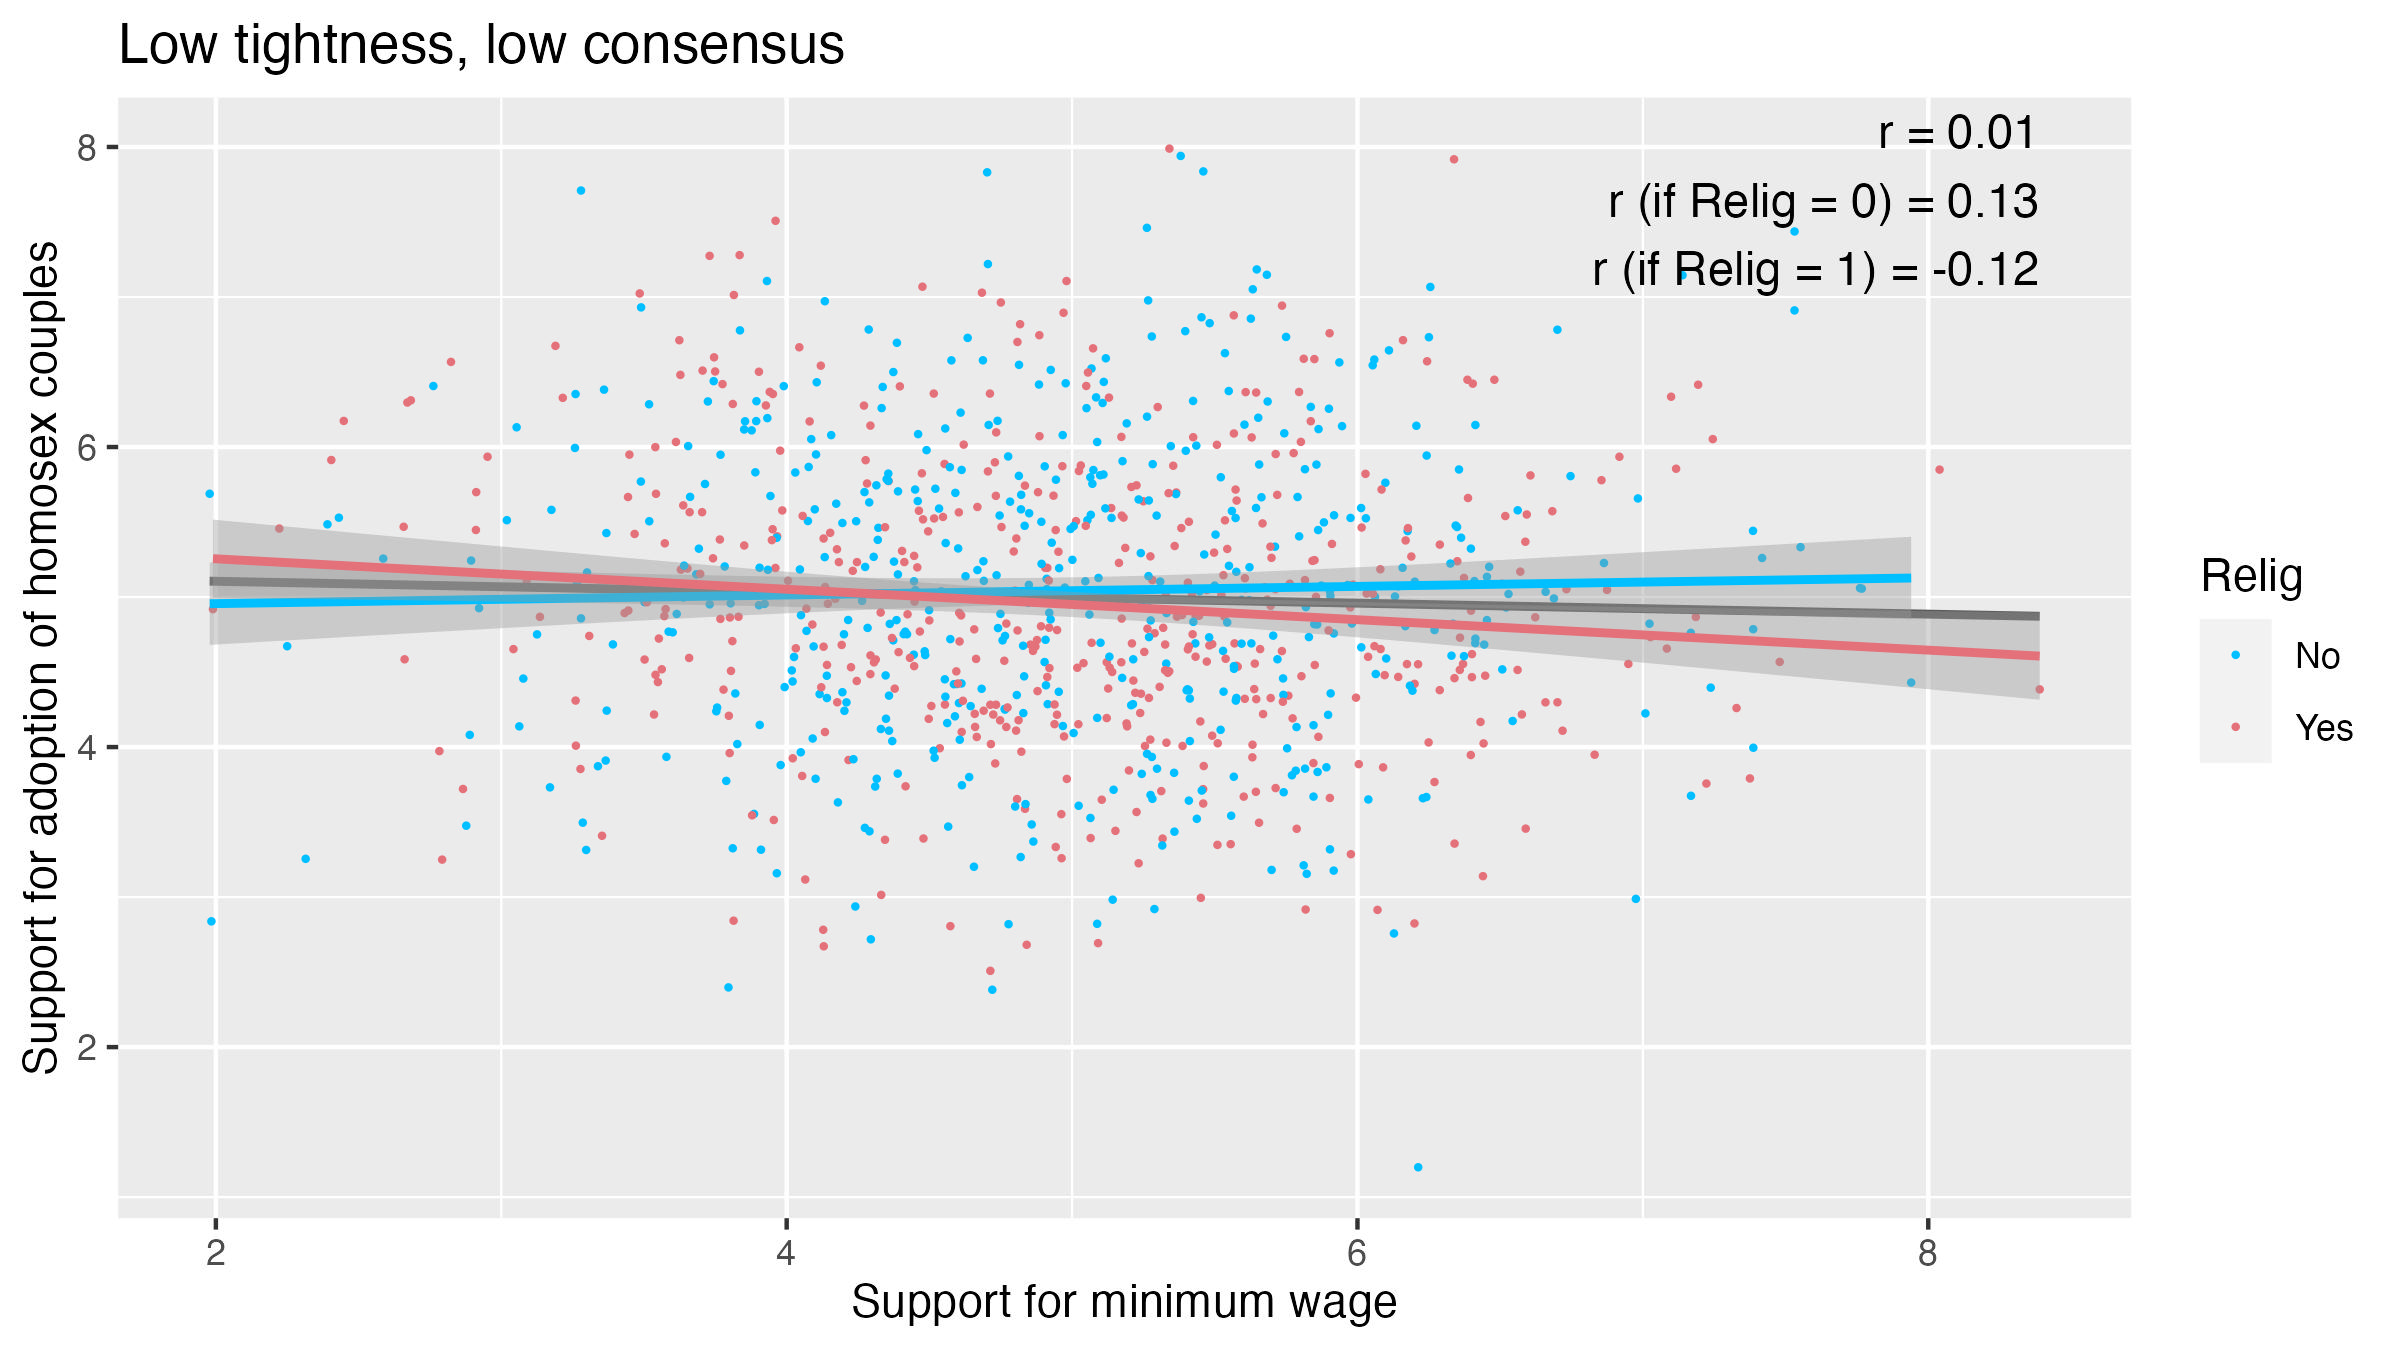 Low tightness, low consensus
r = 0.01
r (if Relig = 0) = 0.13
r (if Relig = 1) = -0.12
Support for adoption of homosex couples
8
6
4
2
2 4 6 8
Support for minimum wage
Relig
No
Yes